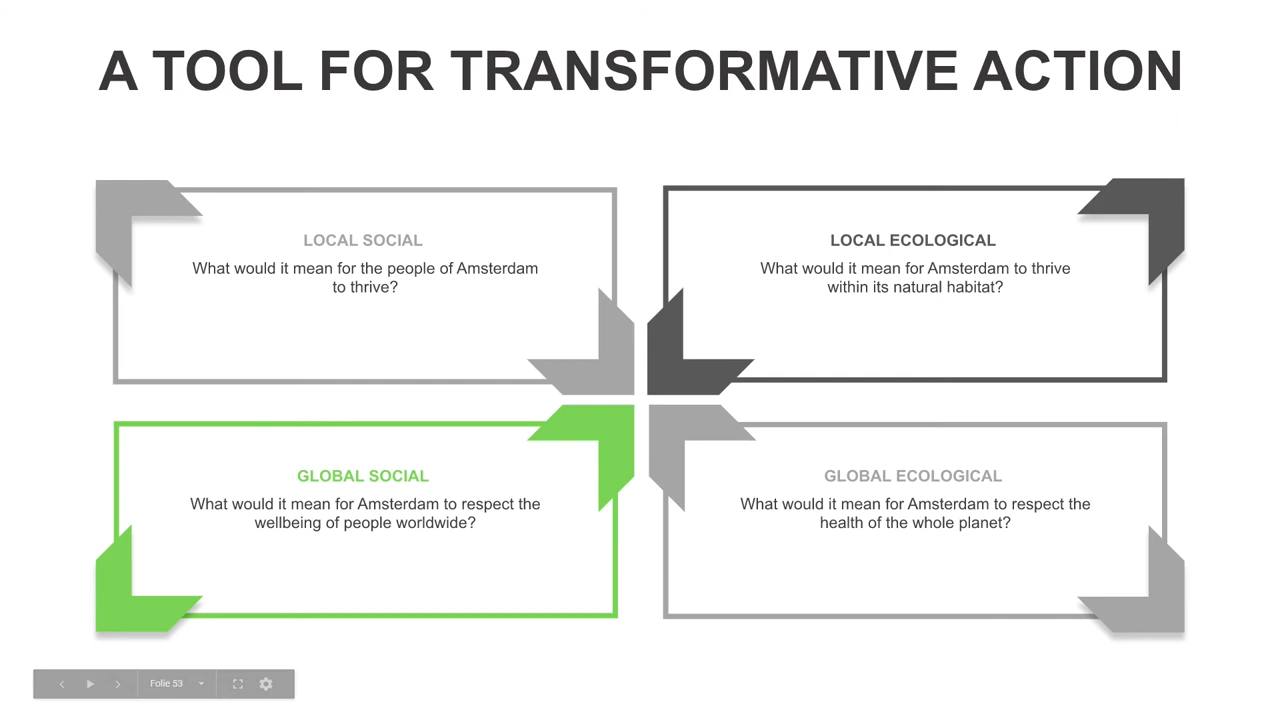 A TOOL FOR TRANSFORMATIVE ACTION
LOCAL SOCIAL
What would it mean for the people of Amsterdam
to thrive?
LOCAL ECOLOGICAL
What would it mean for Amsterdam to thrive
within its natural habitat?
GLOBAL SOCIAL
What would it mean for Amsterdam to respect the
wellbeing of people worldwide?
GLOBAL ECOLOGICAL
What would it mean for Amsterdam to respect the
health of the whole planet?
Folie 53